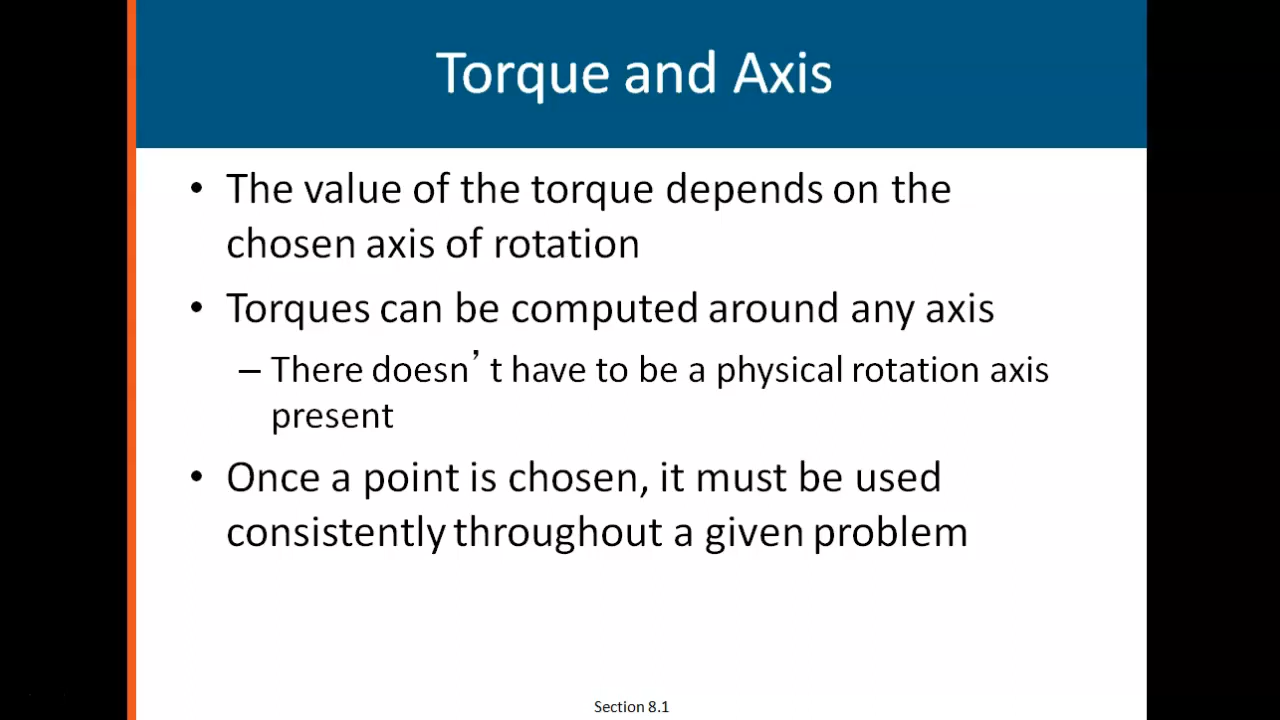 Torque and Axis
• The value of the torque depends on the
chosen axis of rotation
• Torques can be computed around any axis
– There doesn’t have to be a physical rotation axis
present
• Once a point is chosen, it must be used
consistently throughout a given problem
Section 8.1